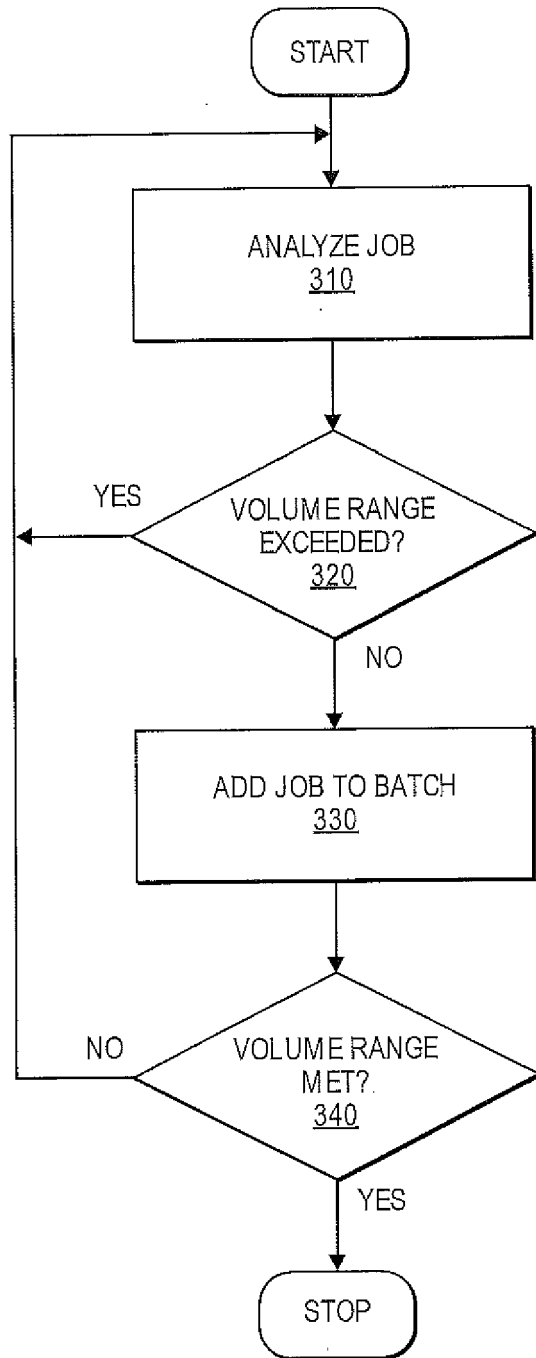 START
ANALYZE JOB
310
YES
VOLUME RANGE
EXCEEDED?
320
NO
ADD JOB TO BATCH
330
NO
VOLUME RANGE
MET?
340
YES
STOP